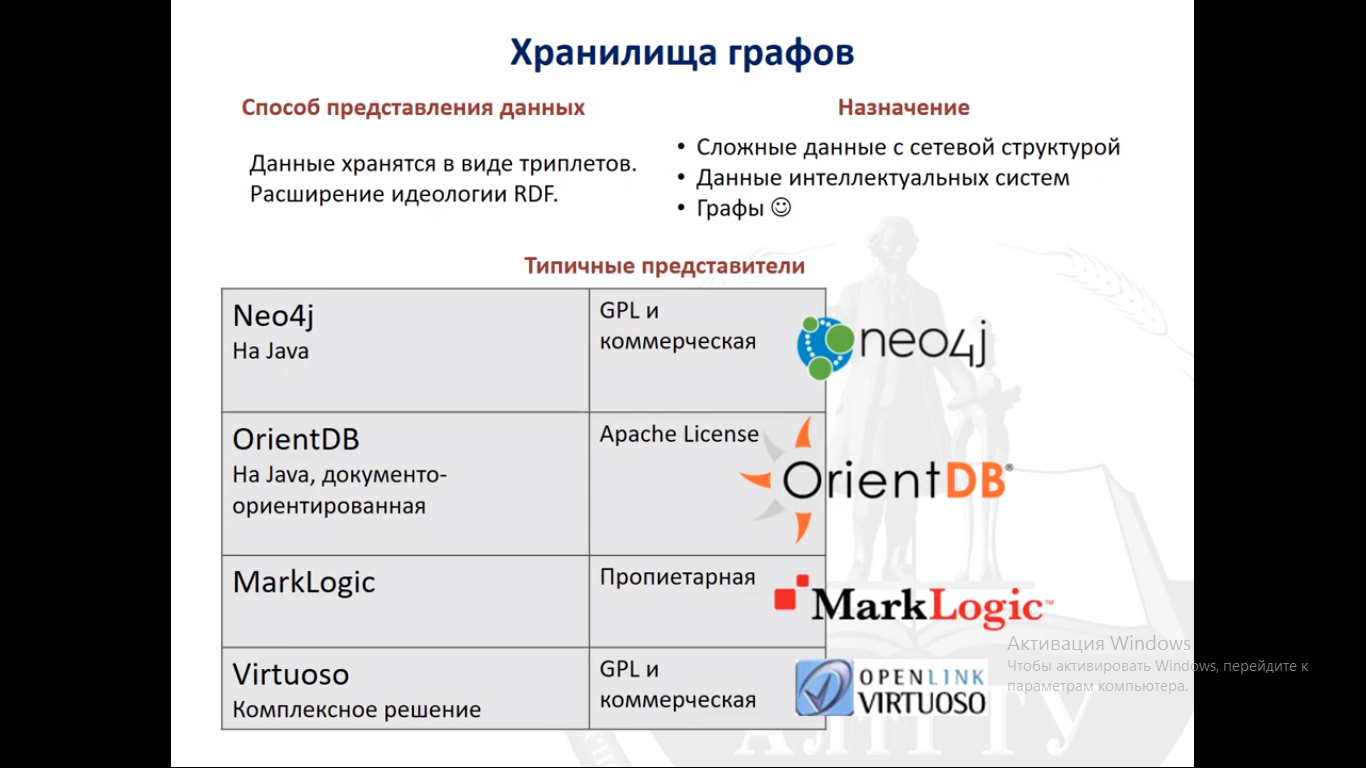 Хранилища графов
Способ представления данных
Данные хранятся в виде триплетов.
Расширение идеологии RDF.
Назначение
• Сложные данные с сетевой структурой
• Данные интеллектуальных систем
• Графы ☺
Типичные представители
Neo4j
На Java
GPL и
коммерческая
neo4j
OrientDB
На Java, документо-
ориентированная
Apache License
OrientDB®
MarkLogic
Пропиетарная
MarkLogic™
Virtuoso
Комплексное решение
GPL и
коммерческая
OPENLINK
VIRTUOSO
Активация Windows
Чтобы активировать Windows, перейдите к
параметрам компьютера.